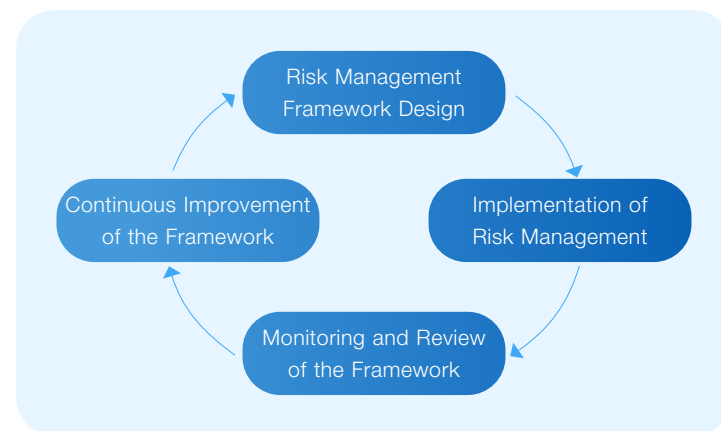 Risk Management
Framework Design
Continuous Improvement
of the Framework
Implementation of
Risk Management
Monitoring and Review
of the Framework